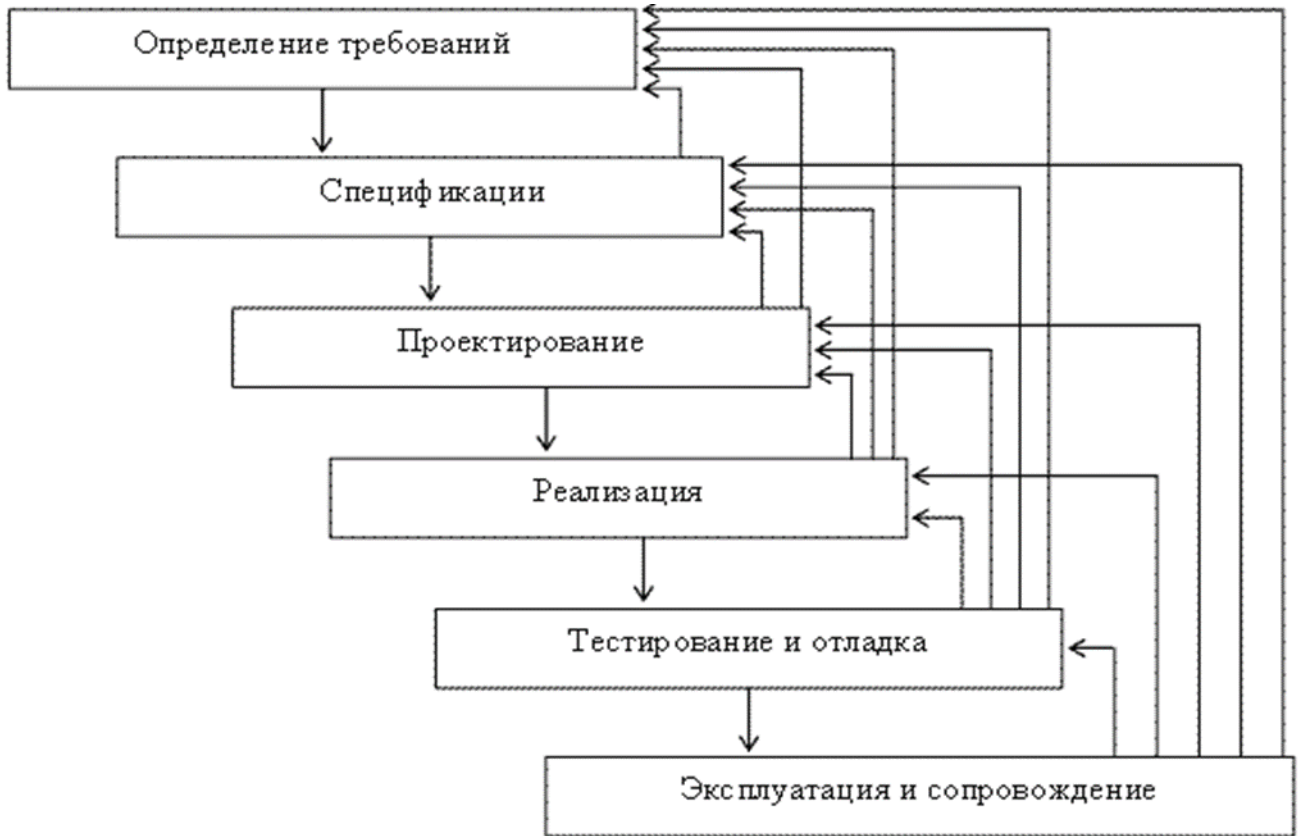 Определение требований
Спецификации
Проектирование
Реализация
Тестирование и отладка
Эксплуатация и сопровождение